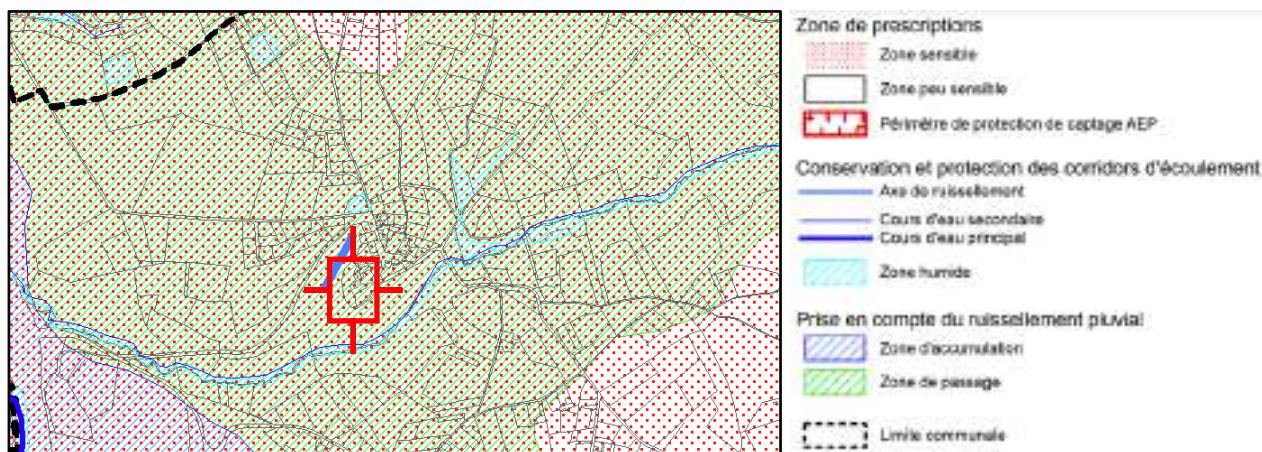 Zone de prescriptions
Zone sensible
Zone peu sensible
Périmètre de protection de captage AEP
Conservation et protection des corridors d'écoulement
Axe de ruissellement
Cours d'eau secondaire
Cours d'eau principal
Zone humide
Prise en compte du ruissellement pluvial
Zone d'accumulation
Zone de passage
Limite communale